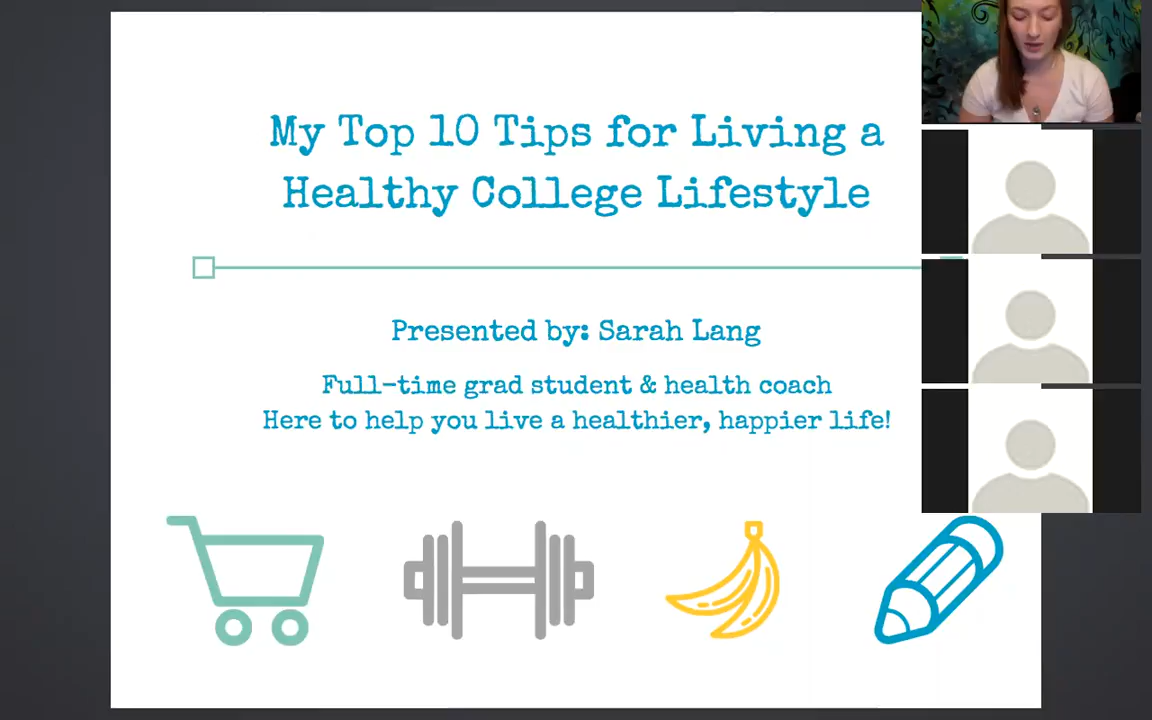 My Top 10 Tips for Living a
Healthy College Lifestyle
Presented by: Sarah Lang
Full-time grad student & health coach
Here to help you live a healthier, happier life!